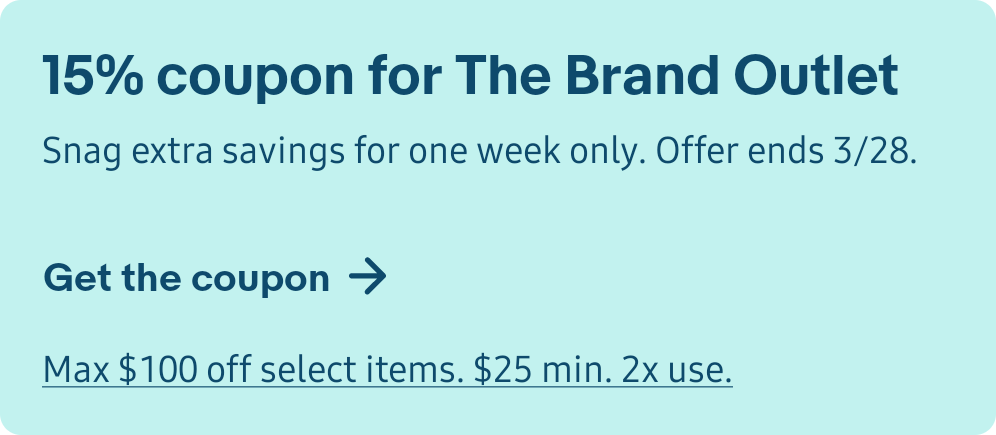 15% coupon for The Brand Outlet
Snag extra savings for one week only. Offer ends 3/28.
Get the coupon →
Max $100 off select items. $25 min. 2x use.